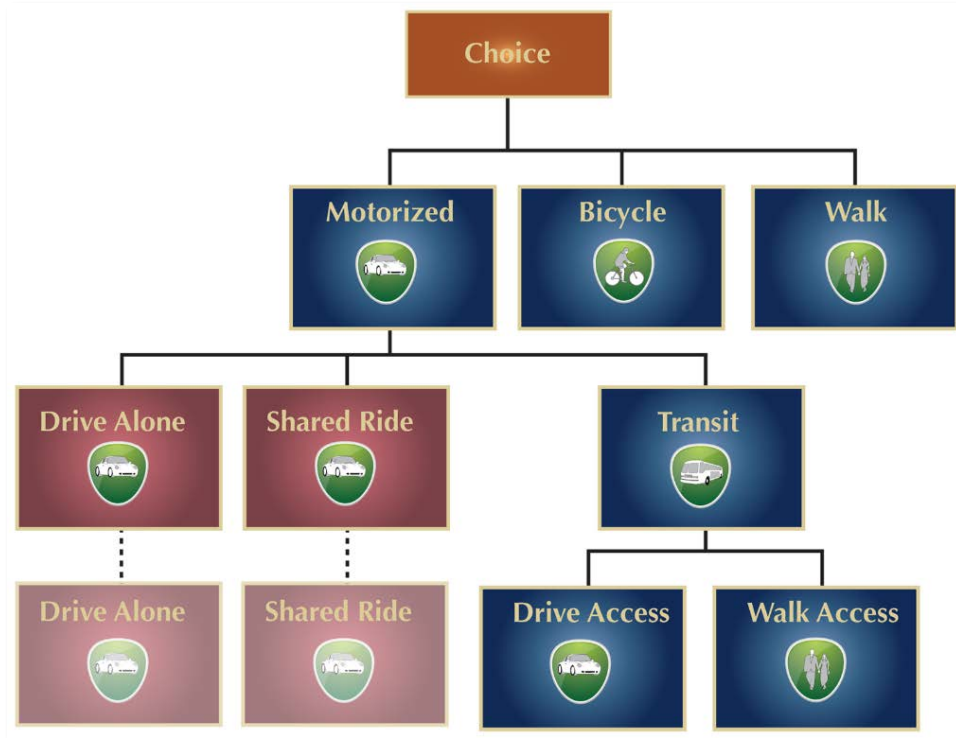 Choice
Motorized
Bicycle
Walk
Drive Alone
Shared Ride
Transit
Drive Alone
Shared Ride
Drive Access
Walk Access